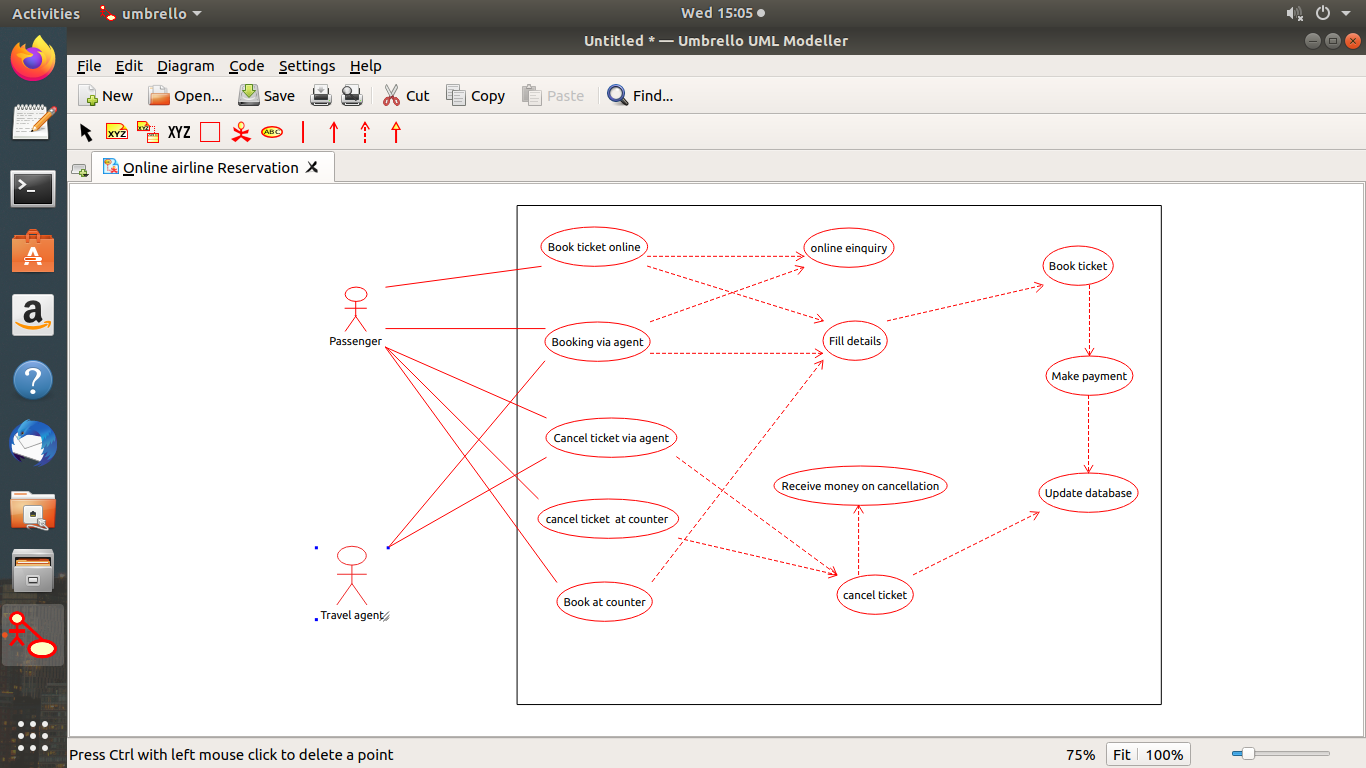 Activities
umbrello
Wed 15:05
Untitled * — Umbrello UML Modeller
File Edit Diagram Code Settings Help
New Open... Save Cut Copy Paste Find...
XYZ XYZ XYZ ABC
Online airline Reservation
Book ticket online
online einquiry
Book ticket
Passenger
Booking via agent
Fill details
Make payment
Cancel ticket via agent
Receive money on cancellation
Update database
cancel ticket at counter
Book at counter
cancel ticket
Travel agent
Press Ctrl with left mouse click to delete a point
75% Fit 100%